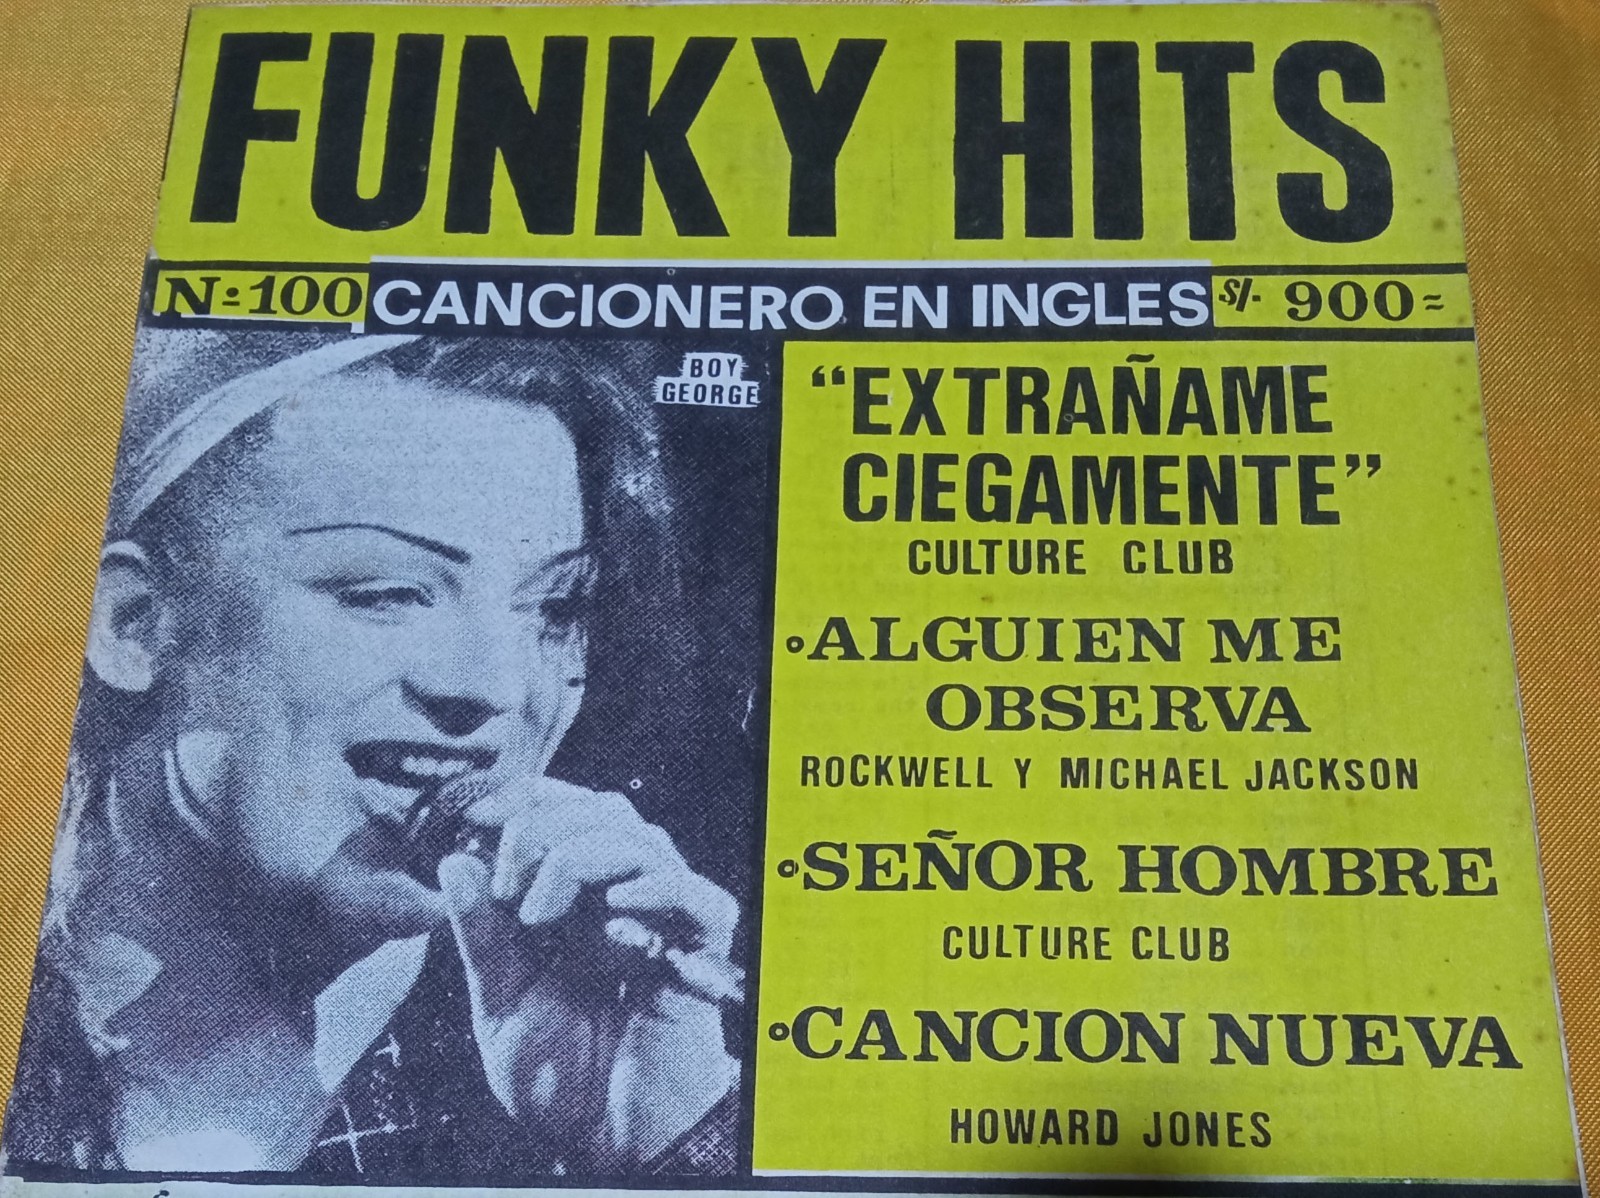 FUNKY HITS
Nº 100 CANCIONERO EN INGLES S/. 900=
BOY
GEORGE
"EXTRAÑAME
CIEGAMENTE"
CULTURE CLUB
•ALGUIEN ME
OBSERVA
ROCKWELL Y MICHAEL JACKSON
•SEÑOR HOMBRE
CULTURE CLUB
•CANCION NUEVA
HOWARD JONES